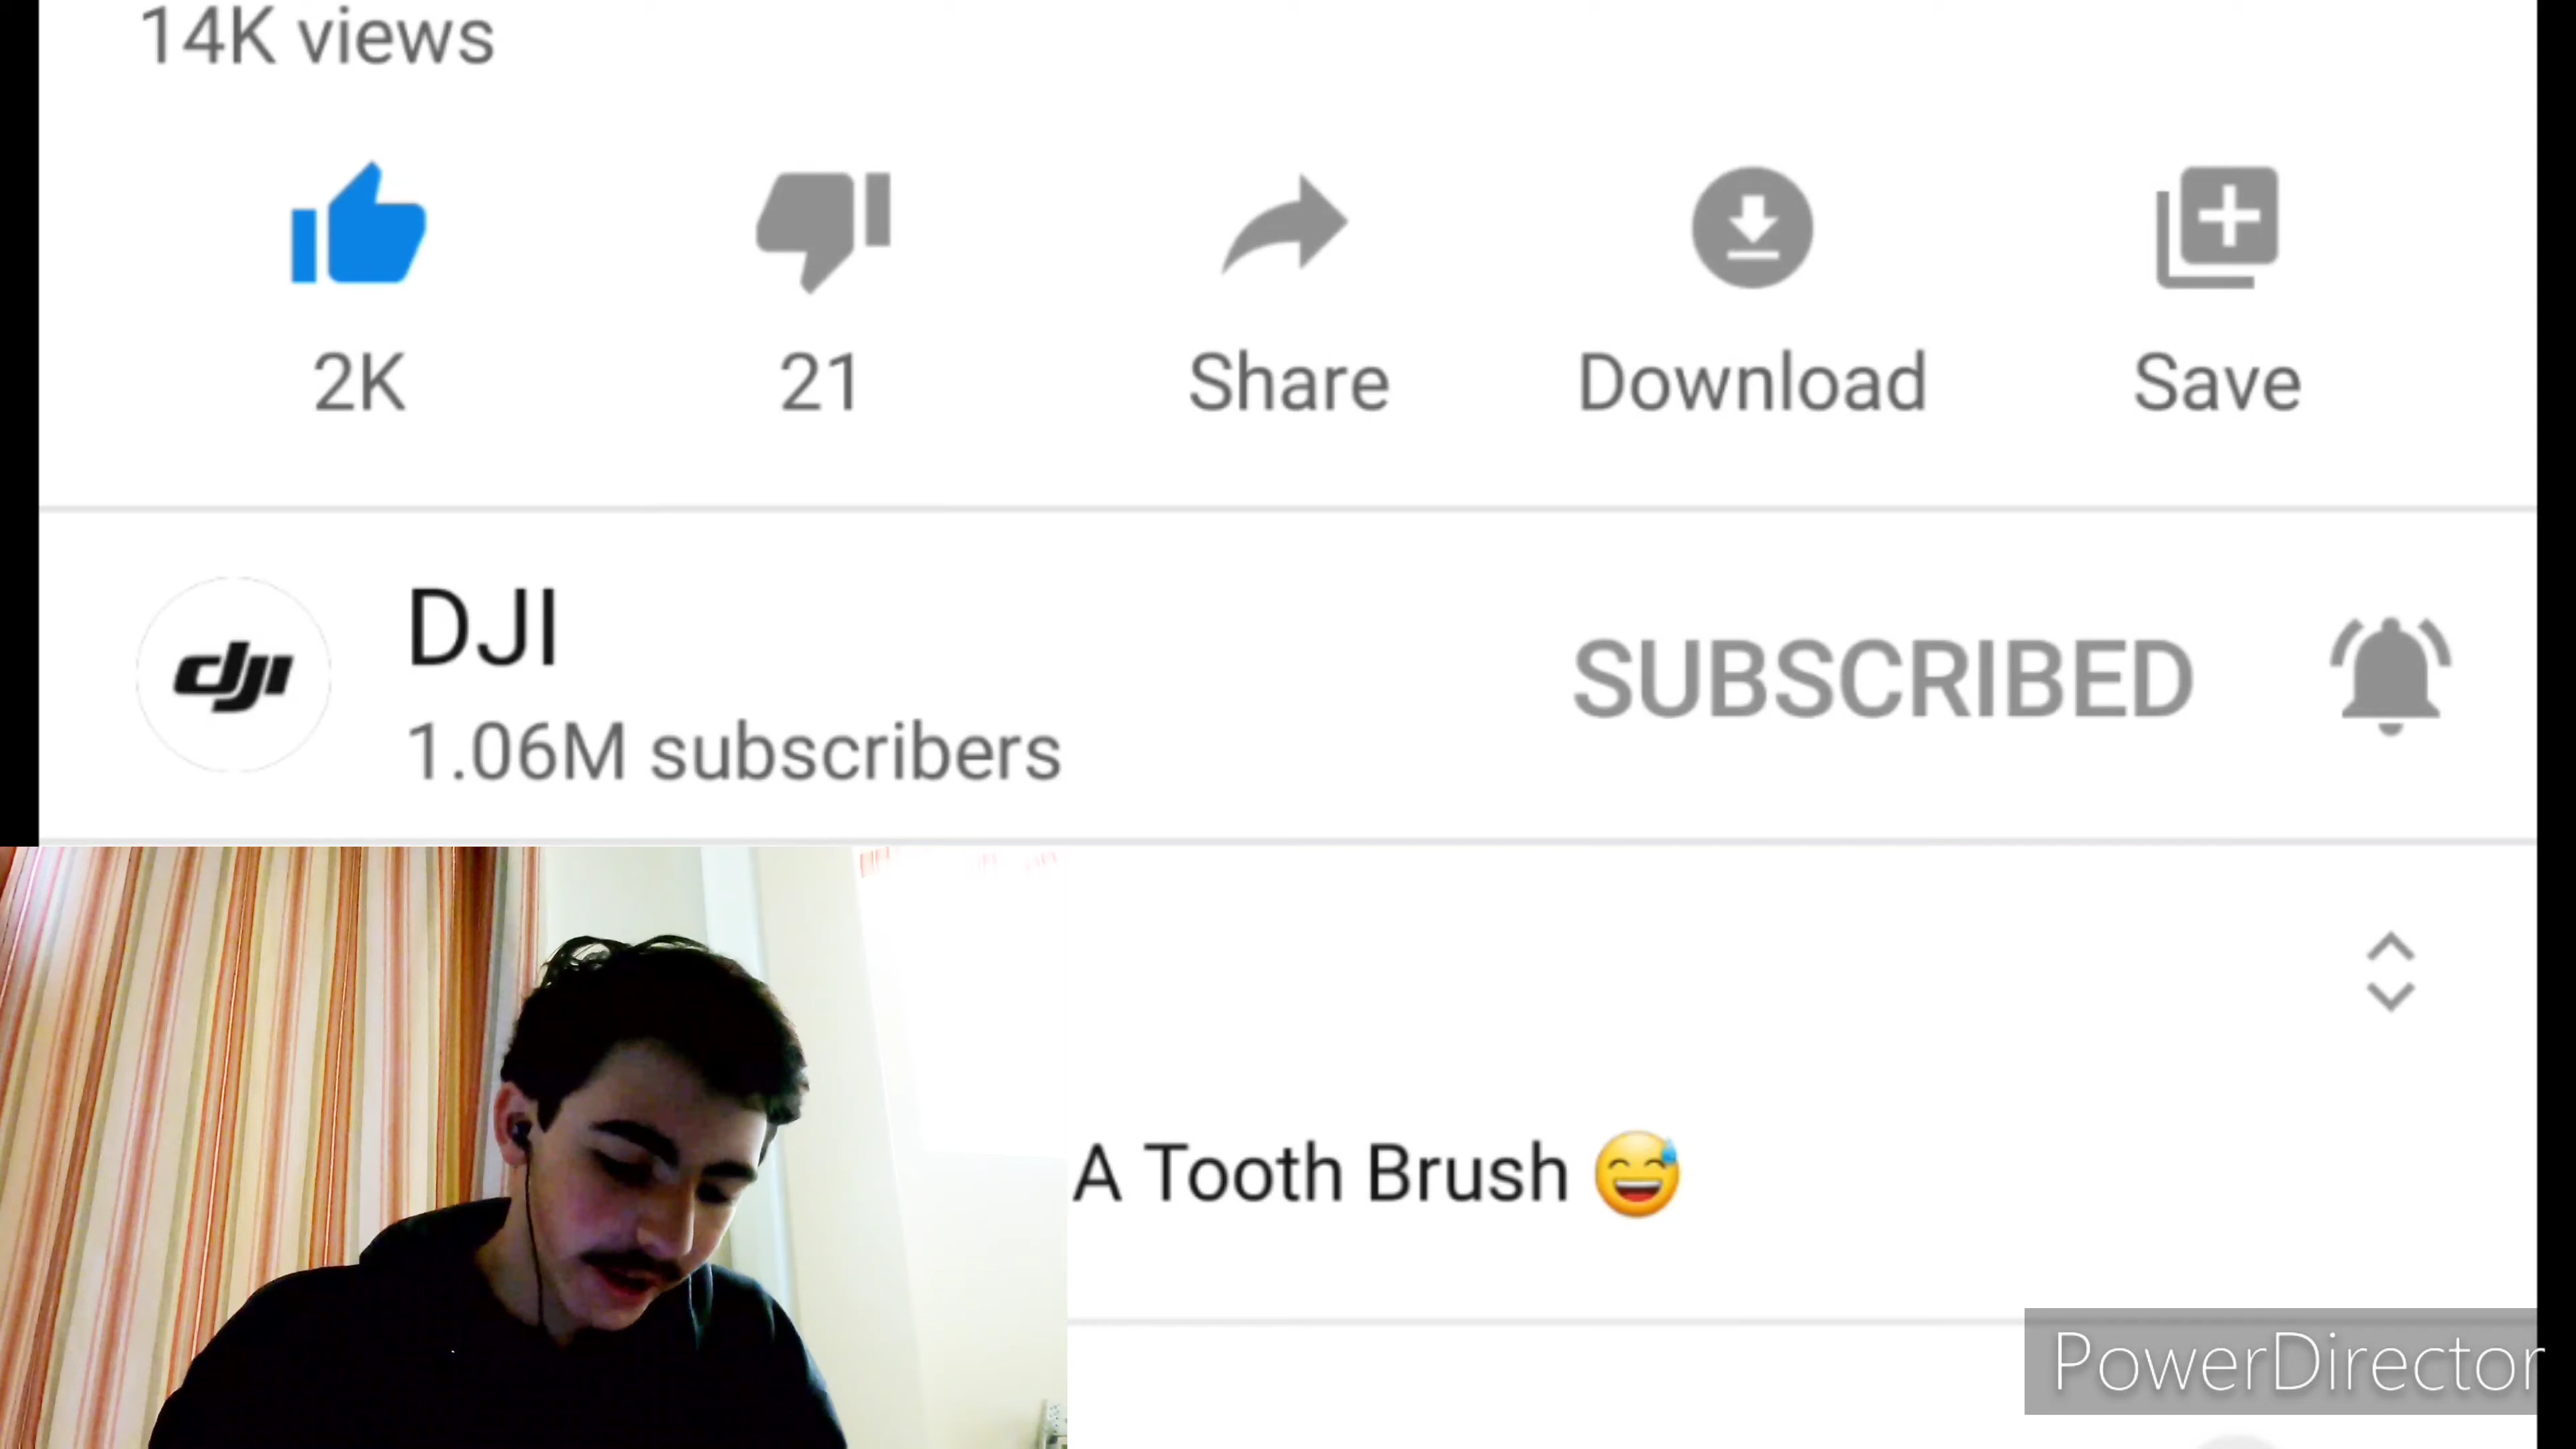 14K views
2K 21 Share Download Save
dji
DJI
SUBSCRIBED
1.06M subscribers
A Tooth Brush 😅
PowerDirector